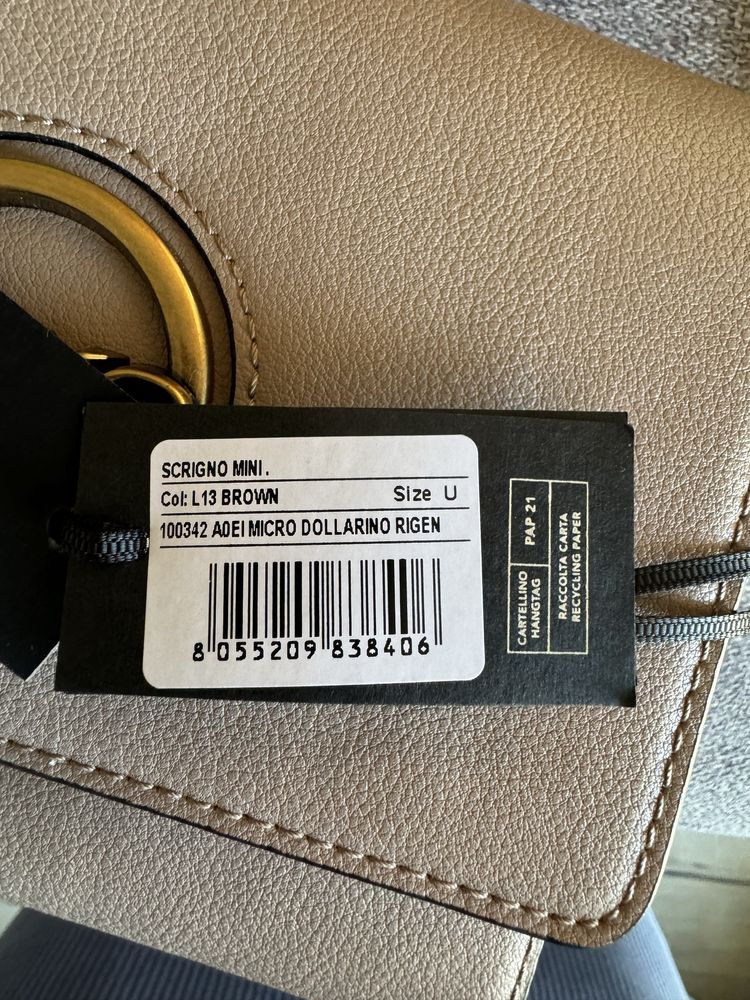 SCRIGNO MINI.
Col: L13 BROWN Size U
100342 A0EI MICRO DOLLARINO RIGEN
8 055209 838406
CARTELLINO
HANGTAG
PAP 21
RACCOLTA CARTA
RECYCLING PAPER